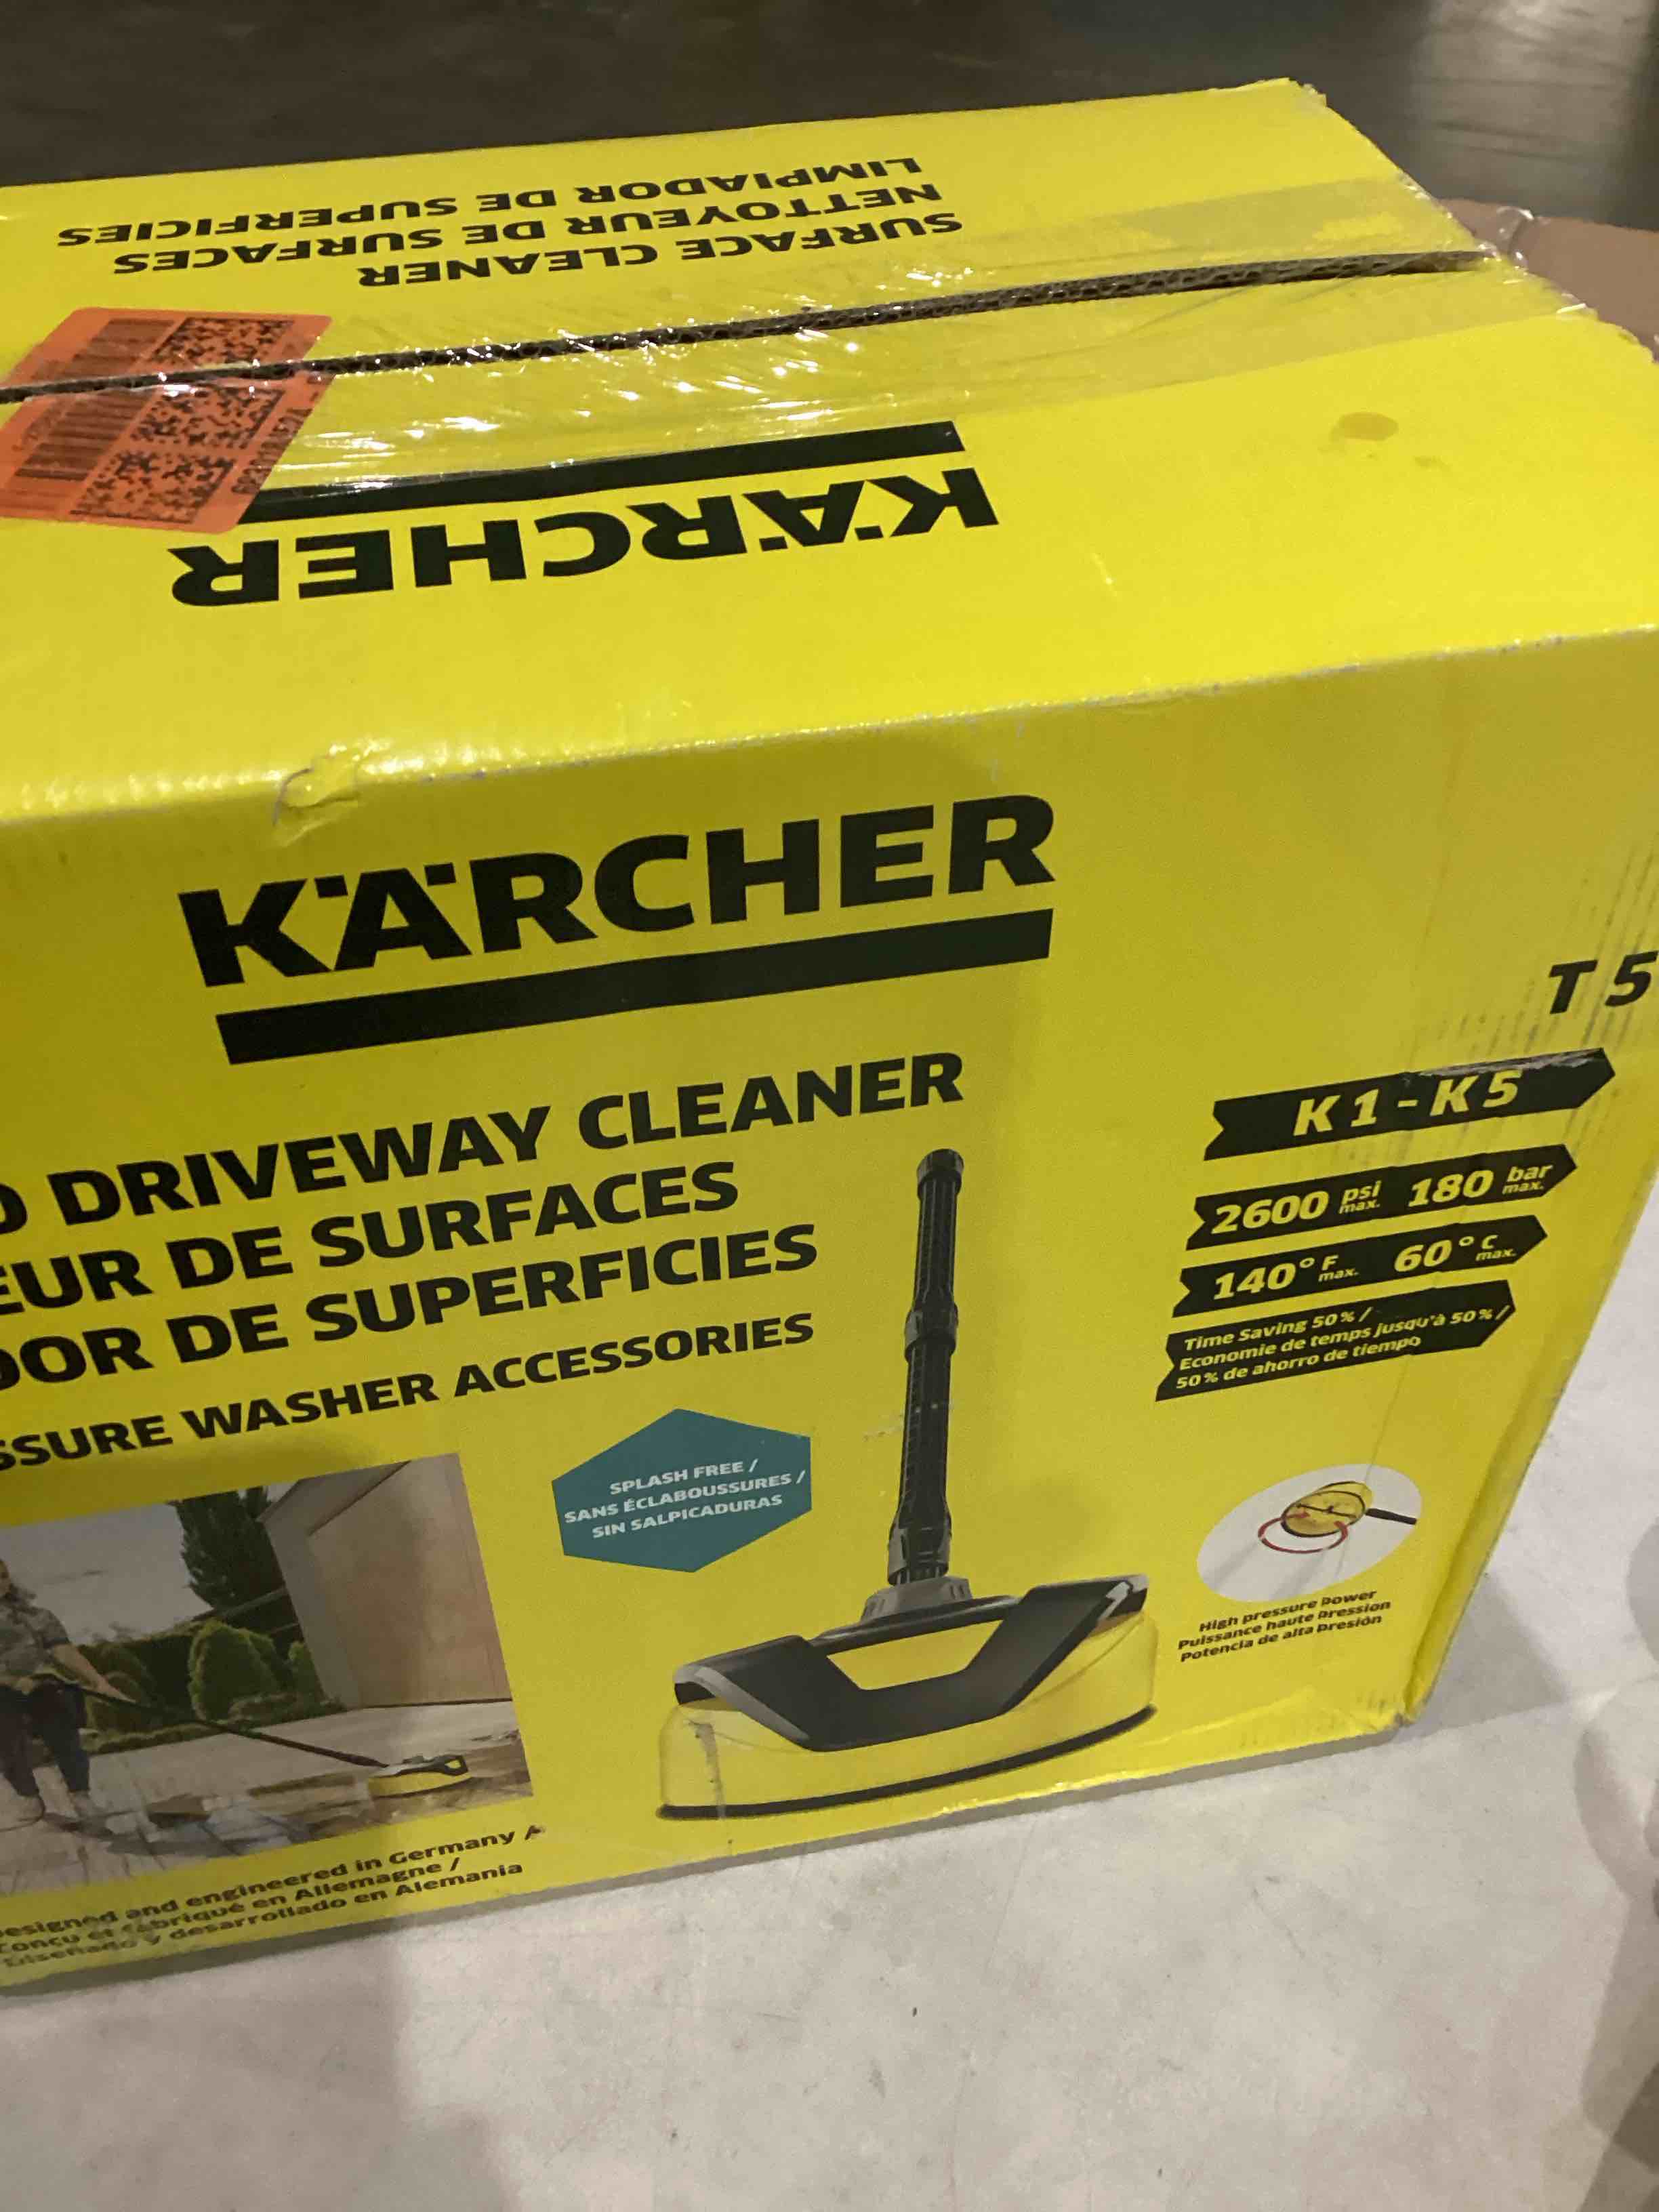 SURFACE CLEANER
NETTOYEUR DE SURFACES
LIMPIADOR DE SUPERFICIES
KÄRCHER
KÄRCHER
DRIVEWAY CLEANER
EUR DE SURFACES
DOR DE SUPERFICIES
SSURE WASHER ACCESSORIES
T 5
K 1 - K 5
2600 psi max. 180 bar max.
140° F max. 60° C max.
Time Saving 50% /
Economie de temps jusqu'à 50% /
50% de ahorro de tiempo
SPLASH FREE /
SANS ÉCLABOUSSURES /
SIN SALPICADURAS
High pressure power
Puissance haute pression
Potencia de alta presión
esigned and engineered in Germany /
Conçu et fabriqué en Allemagne /
Diseñado y desarrollado en Alemania